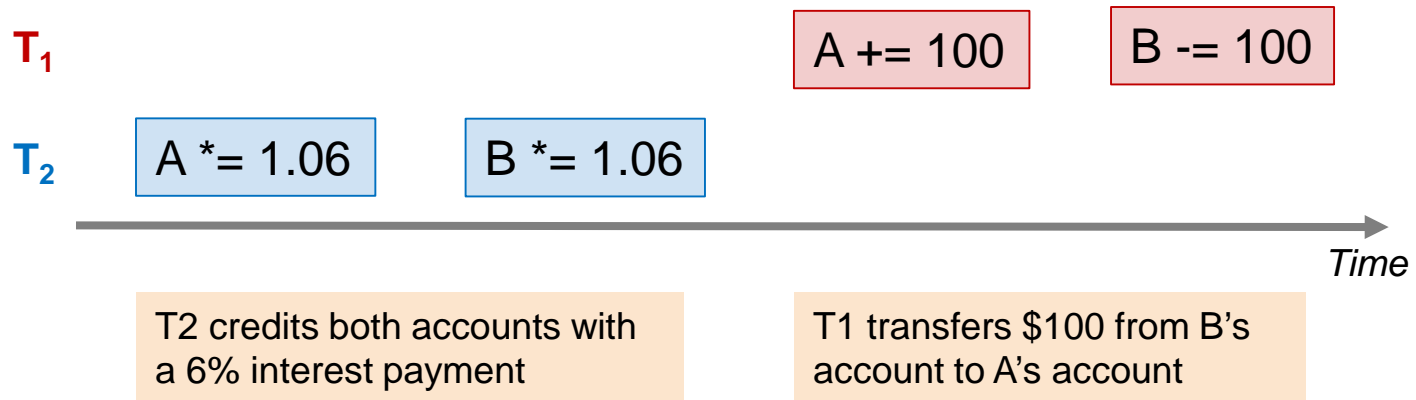 T1 A += 100 B -= 100
T2 A *= 1.06 B *= 1.06
Time
T2 credits both accounts with
a 6% interest payment
T1 transfers $100 from B's
account to A's account